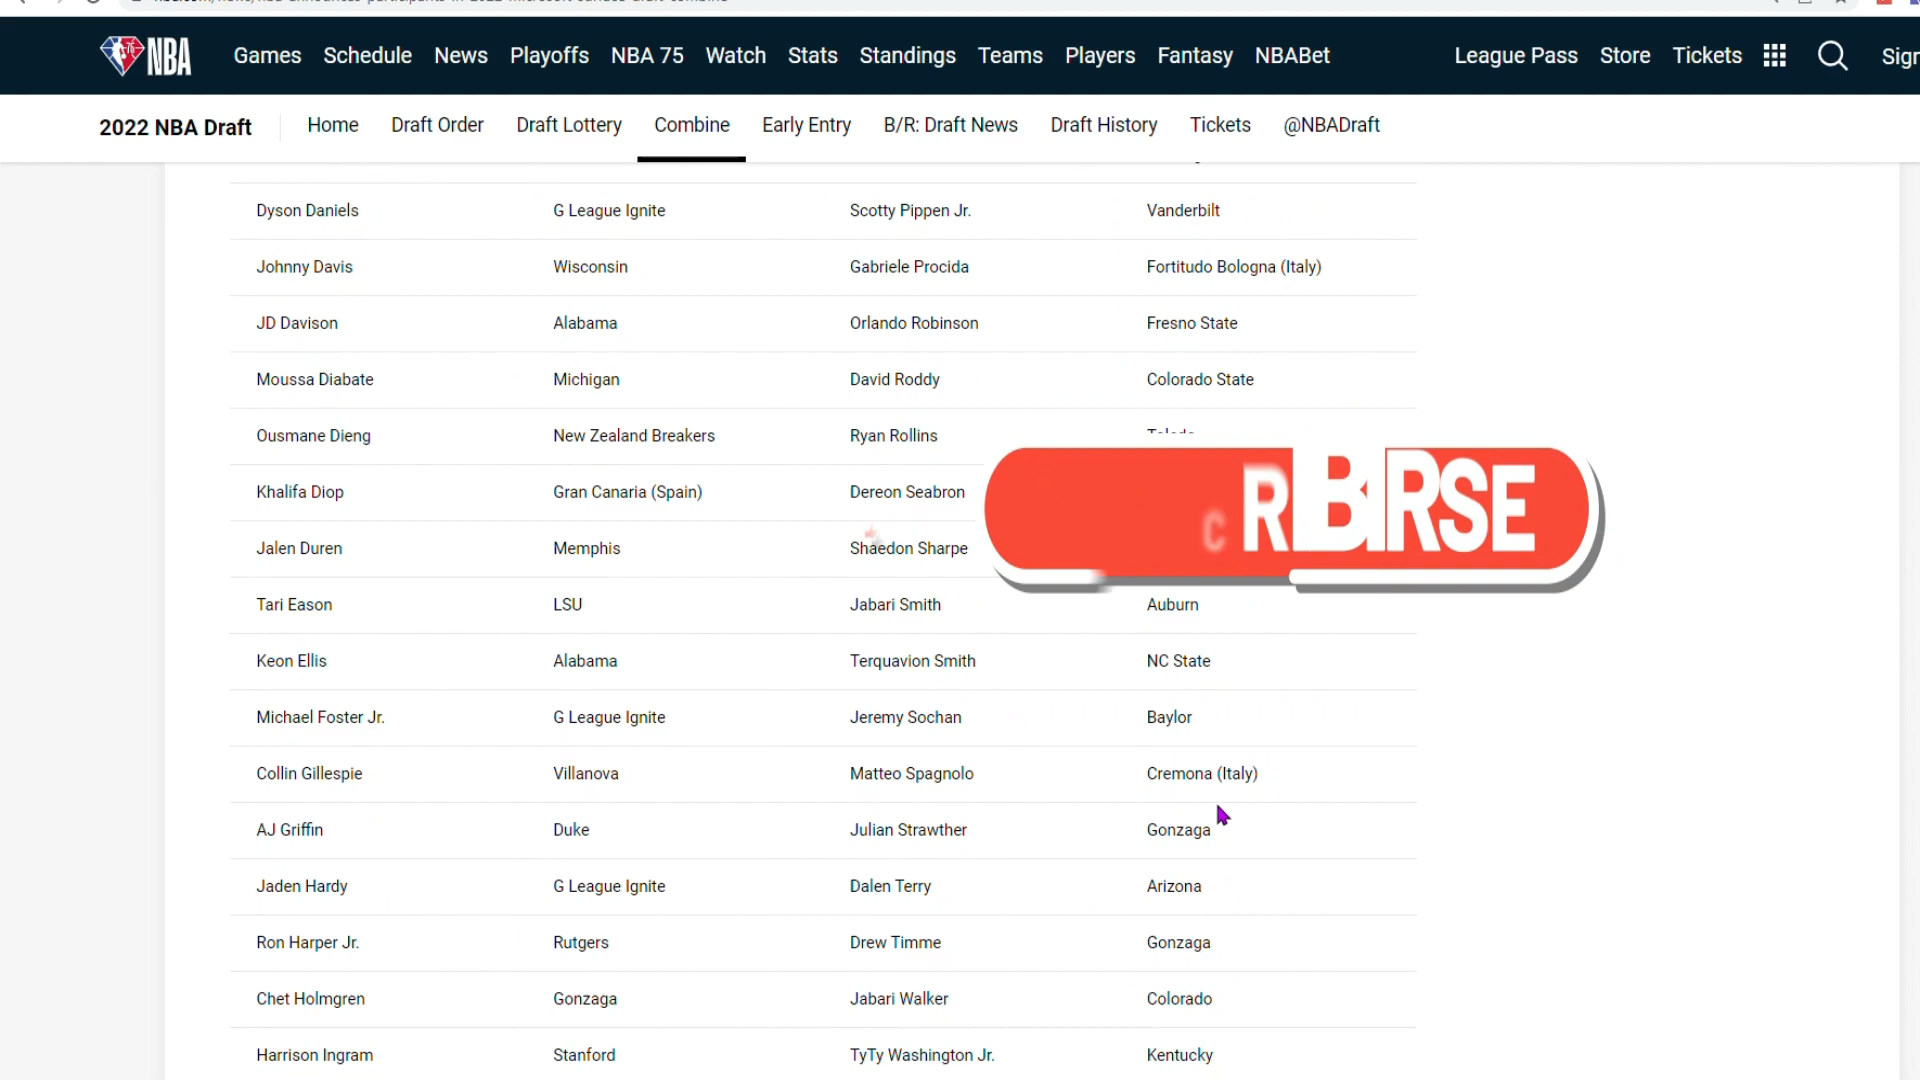 NBA Games Schedule News Playoffs NBA 75 Watch Stats Standings Teams Players Fantasy NBABet League Pass Store Tickets Sign
2022 NBA Draft Home Draft Order Draft Lottery Combine Early Entry B/R: Draft News Draft History Tickets @NBADraft
Dyson Daniels G League Ignite Scotty Pippen Jr. Vanderbilt
Johnny Davis Wisconsin Gabriele Procida Fortitudo Bologna (Italy)
JD Davison Alabama Orlando Robinson Fresno State
Moussa Diabate Michigan David Roddy Colorado State
Ousmane Dieng New Zealand Breakers Ryan Rollins
Khalifa Diop Gran Canaria (Spain) Dereon Seabron
Jalen Duren Memphis Shaedon Sharpe
Tari Eason LSU Jabari Smith Auburn
Keon Ellis Alabama Terquavion Smith NC State
Michael Foster Jr. G League Ignite Jeremy Sochan Baylor
Collin Gillespie Villanova Matteo Spagnolo Cremona (Italy)
AJ Griffin Duke Julian Strawther Gonzaga
Jaden Hardy G League Ignite Dalen Terry Arizona
Ron Harper Jr. Rutgers Drew Timme Gonzaga
Chet Holmgren Gonzaga Jabari Walker Colorado
Harrison Ingram Stanford TyTy Washington Jr. Kentucky